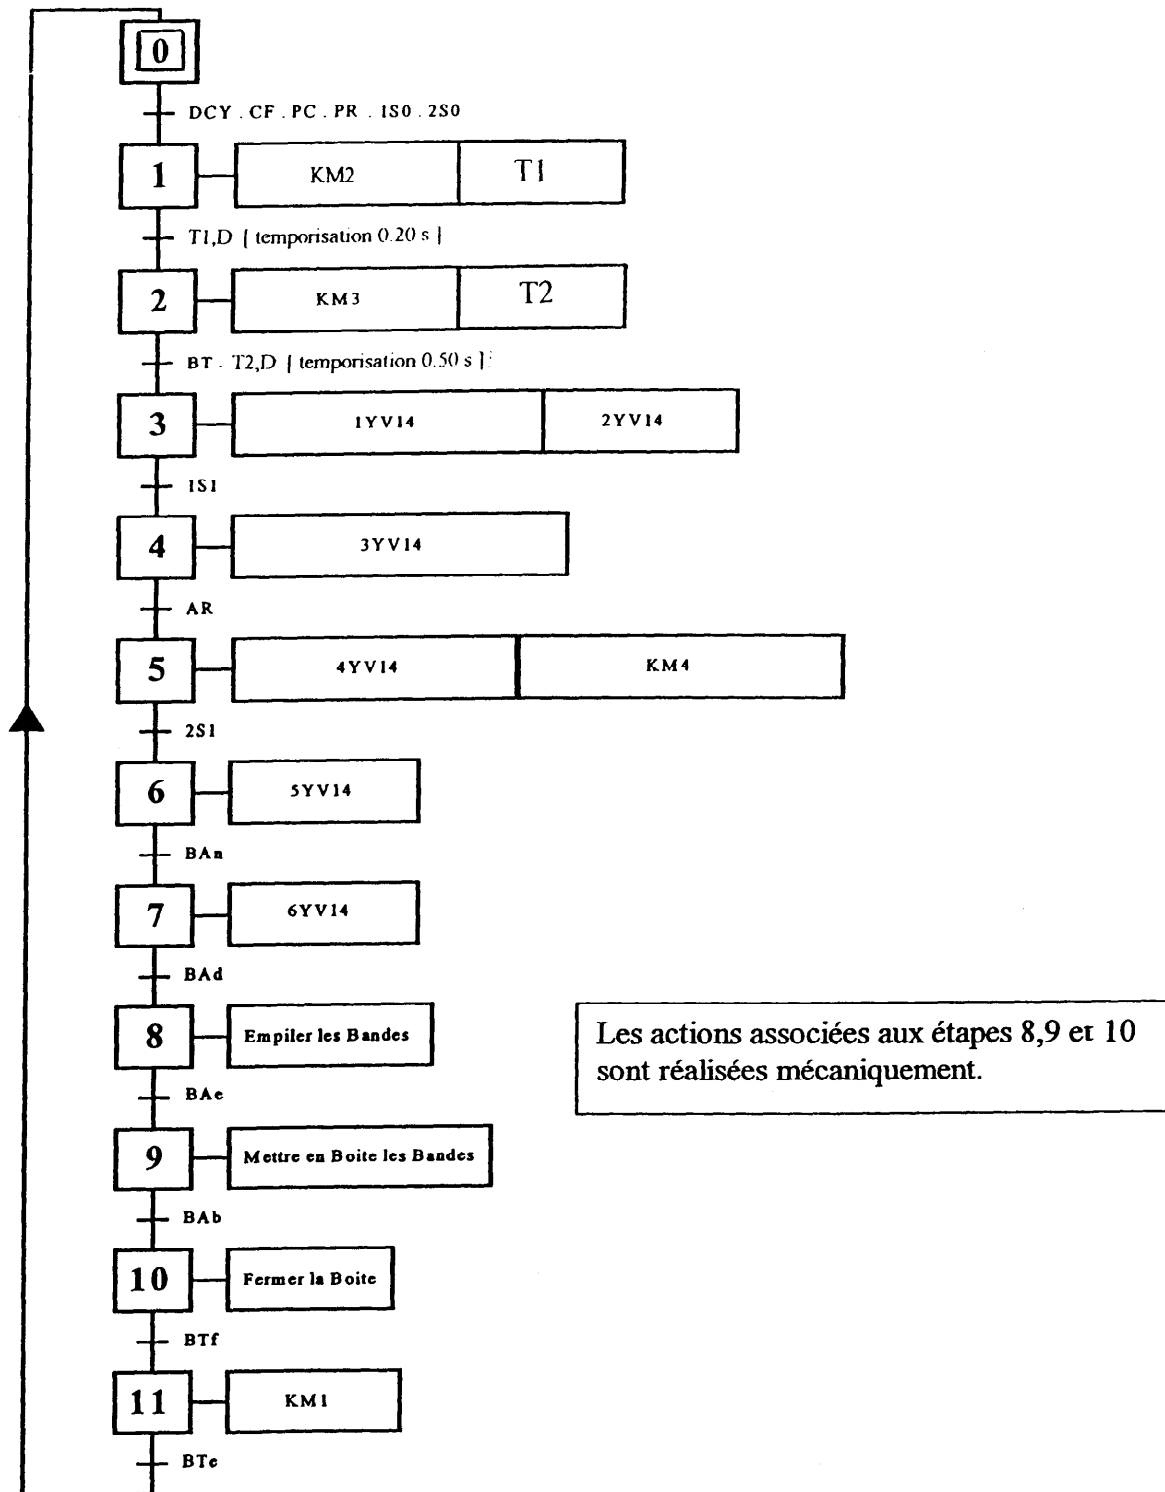 0
DCY . CF . PC . PR . 1S0 . 2S0
1 KM2 T1
T1,D [ temporisation 0.20 s ]
2 KM3 T2
BT . T2,D [ temporisation 0.50 s ]
3 1YV14 2YV14
1S1
4 3YV14
AR
5 4YV14 KM4
2S1
6 5YV14
BAn
7 6YV14
BAd
8 Empiler les Bandes
Les actions associées aux étapes 8,9 et 10
sont réalisées mécaniquement.
BAe
9 Mettre en Boite les Bandes
BAb
10 Fermer la Boite
BTf
11 KM1
BTe